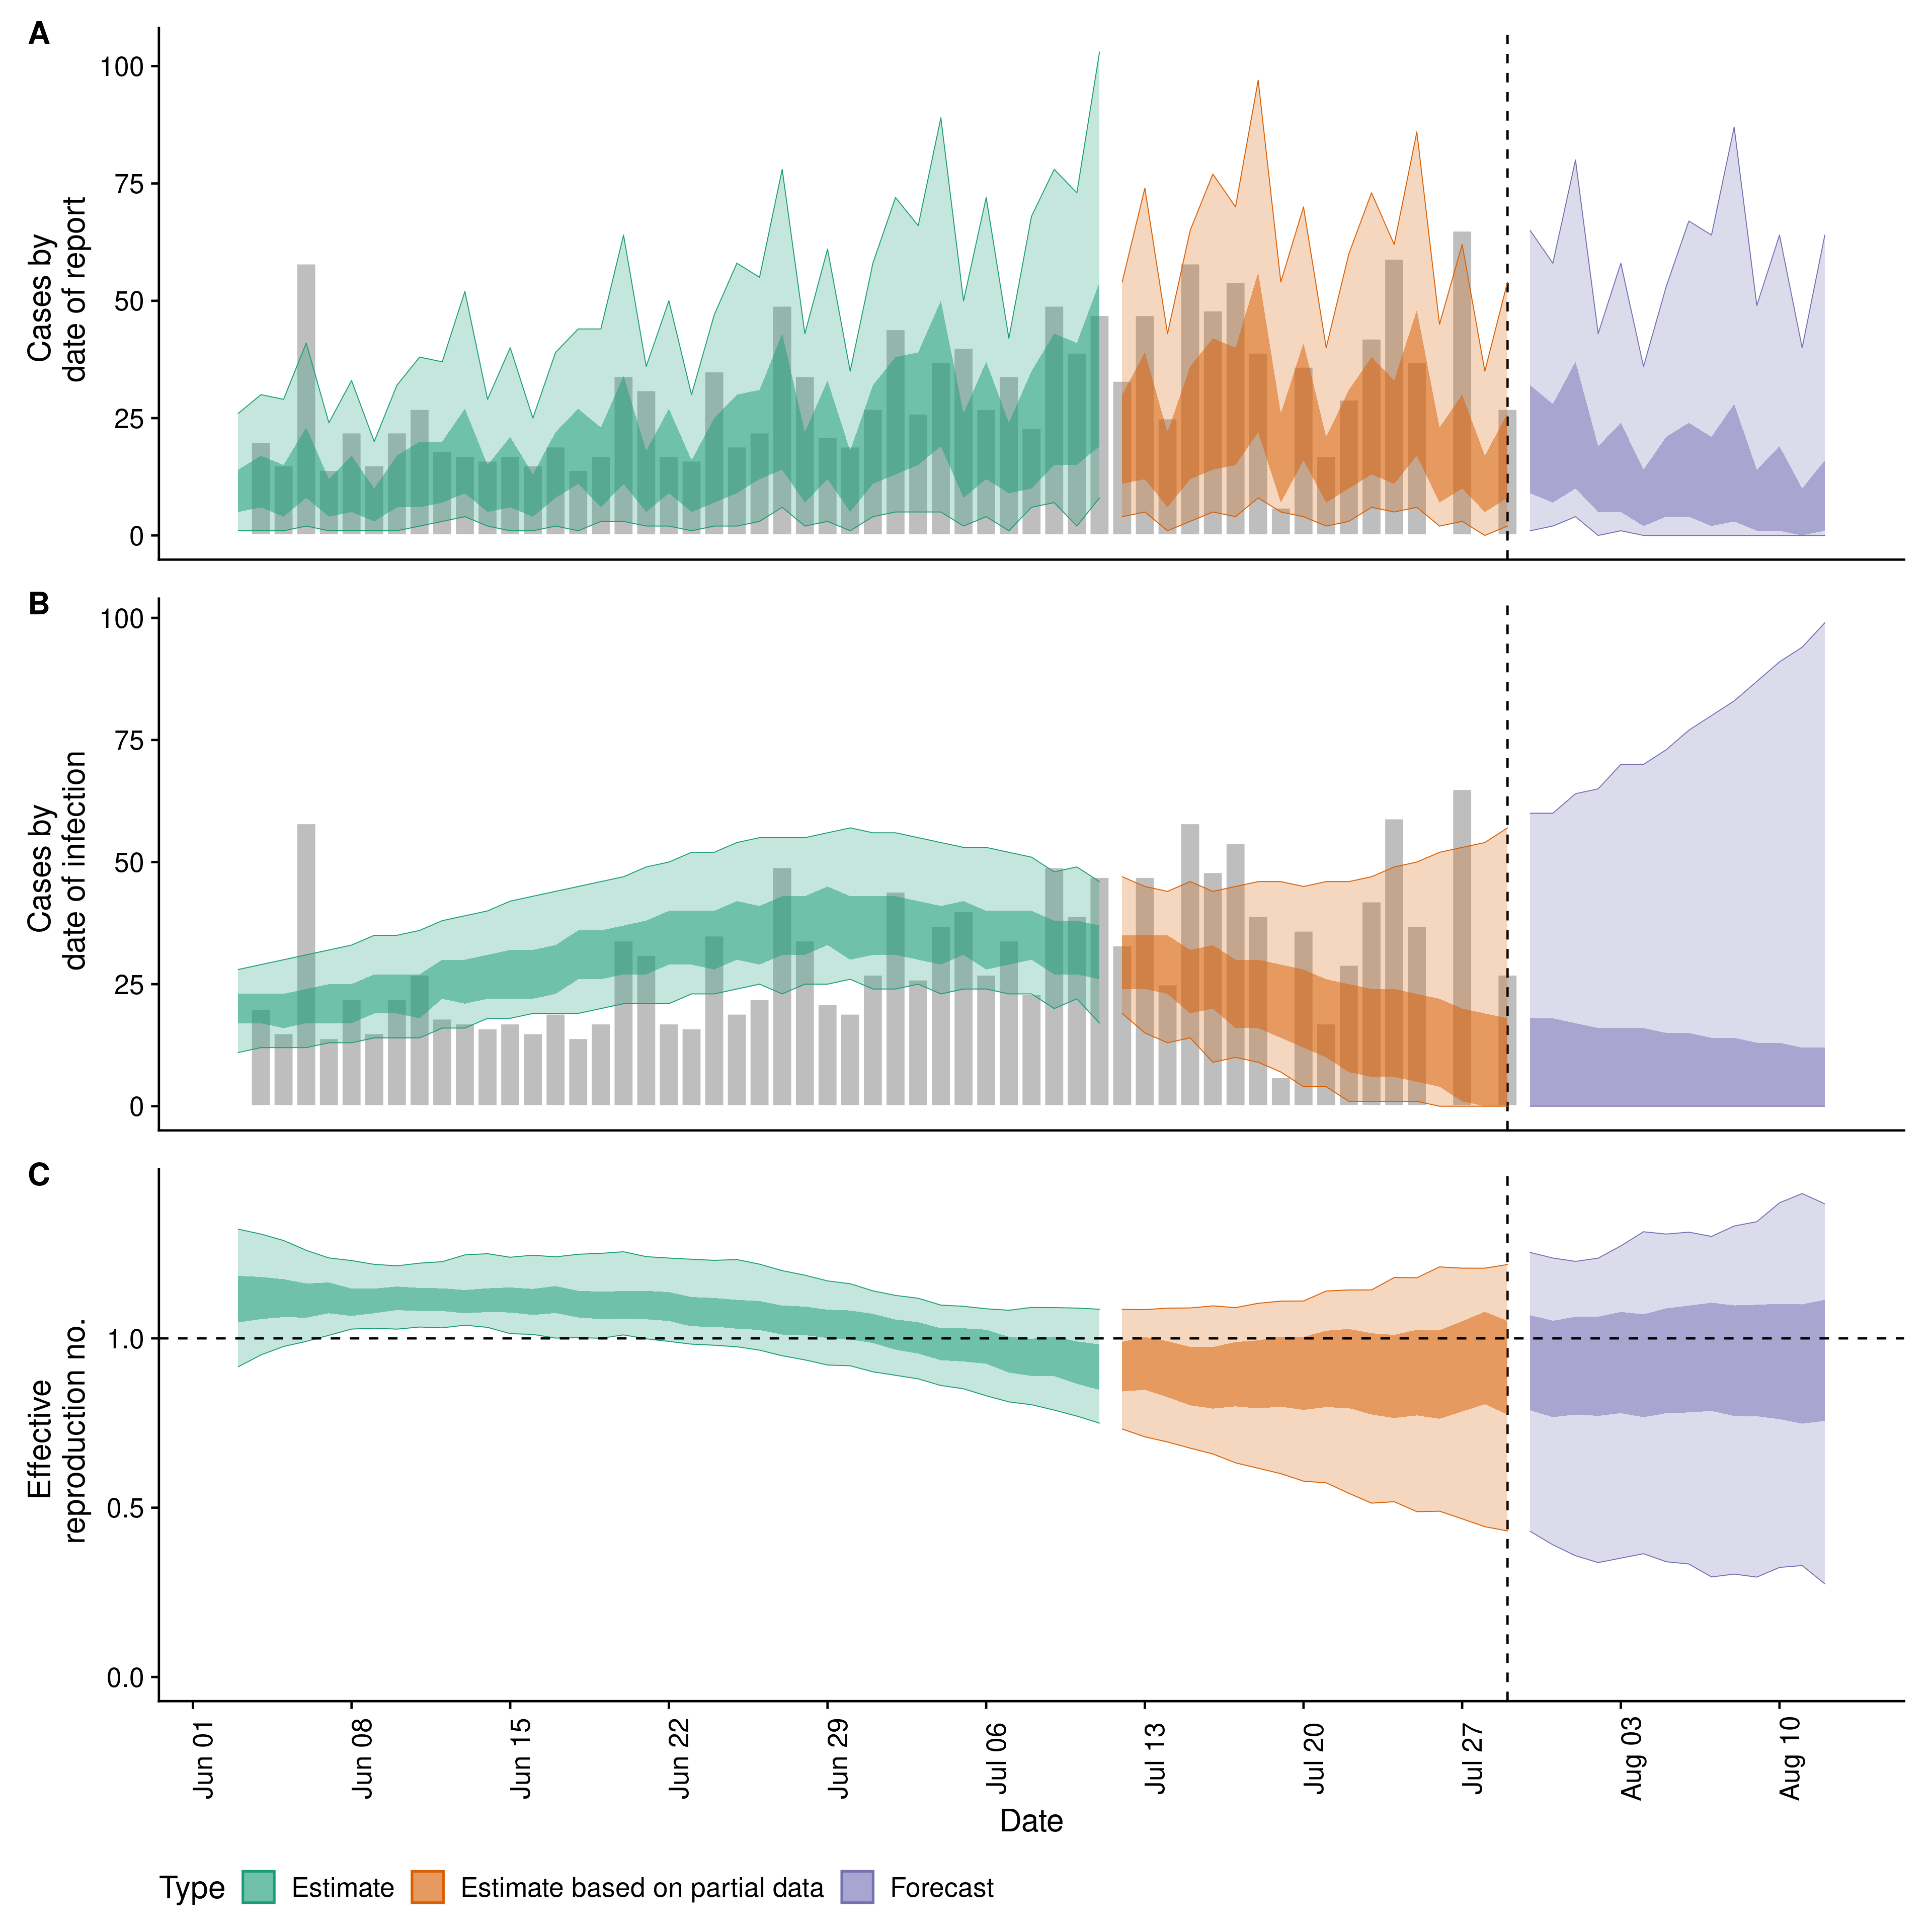 A
Cases by
date of report
100
75
50
25
0
B
Cases by
date of infection
100
75
50
25
0
C
Effective
reproduction no.
1.0
0.5
0.0
Jun 01
Jun 08
Jun 15
Jun 22
Jun 29
Jul 06
Jul 13
Jul 20
Jul 27
Aug 03
Aug 10
Date
Type Estimate Estimate based on partial data Forecast